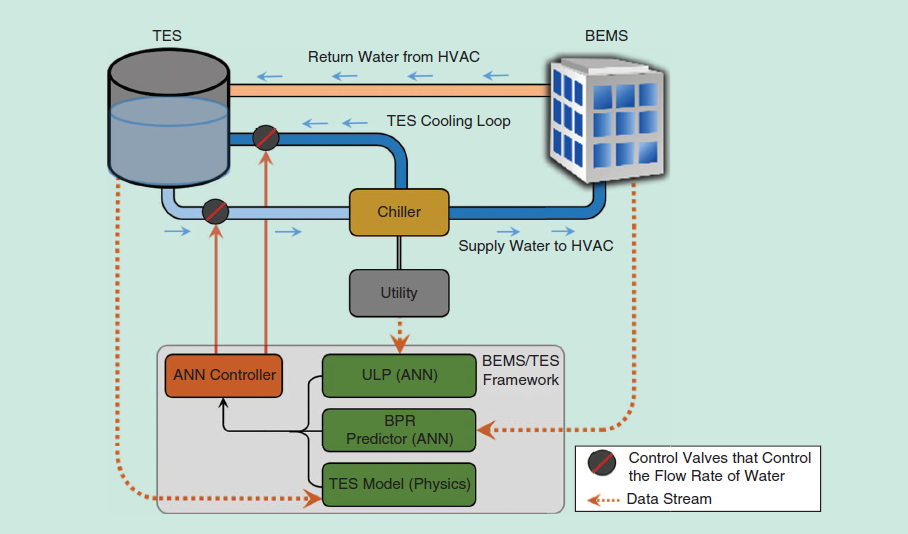 TES
BEMS
Return Water from HVAC
TES Cooling Loop
Chiller
Supply Water to HVAC
Utility
BEMS/TES
Framework
ANN Controller
ULP (ANN)
BPR
Predictor (ANN)
TES Model (Physics)
Control Valves that Control
the Flow Rate of Water
Data Stream